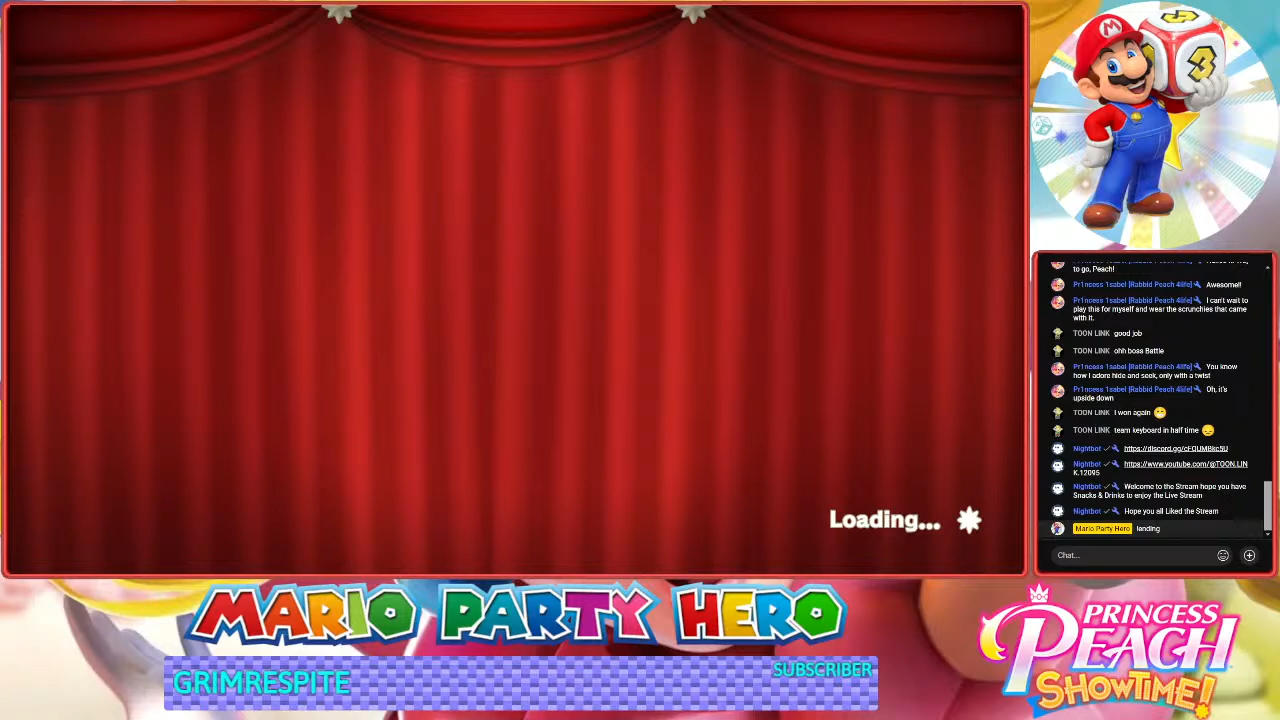 to go, Peach!
Pr1ncess 1sabel [Rabbid Peach 4life] Awesome!!
Pr1ncess 1sabel [Rabbid Peach 4life] I can't wait to
play this for myself and wear the scrunchies that came
with it.
TOON LINK good job
TOON LINK ohh boss Battle
Pr1ncess 1sabel [Rabbid Peach 4life] You know
how I adore hide and seek, only with a twist
Pr1ncess 1sabel [Rabbid Peach 4life] Oh, it's
upside down
TOON LINK I won again 😁
TOON LINK team keyboard in half time 😞
Nightbot
Nightbot https://www.youtube.com/@TOON.LIN
K.12095
Nightbot Welcome to the Stream hope you have
Snacks & Drinks to enjoy the Live Stream
Nightbot Hope you all Liked the Stream
Mario Party Hero !ending
Chat...
Loading...
MARIO PARTY HERO
GRIMRESPITE
SUBSCRIBER
PRINCESS
PEACH
SHOWTIME!
3
3
M